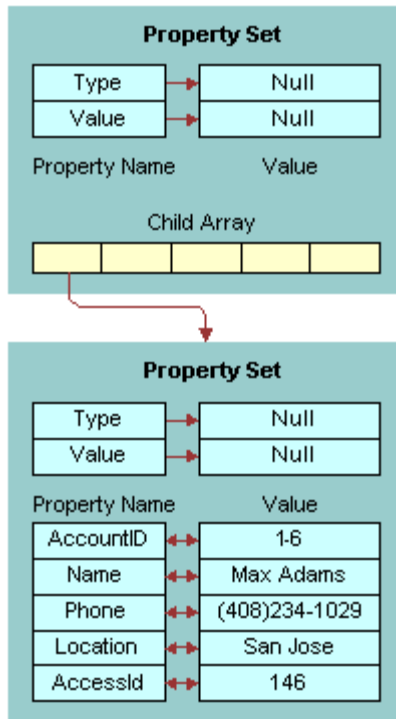 Property Set
Type Null
Value Null
Property Name Value
Child Array
Property Set
Type Null
Value Null
Property Name Value
AccountID 1-6
Name Max Adams
Phone (408)234-1029
Location San Jose
AccessId 146